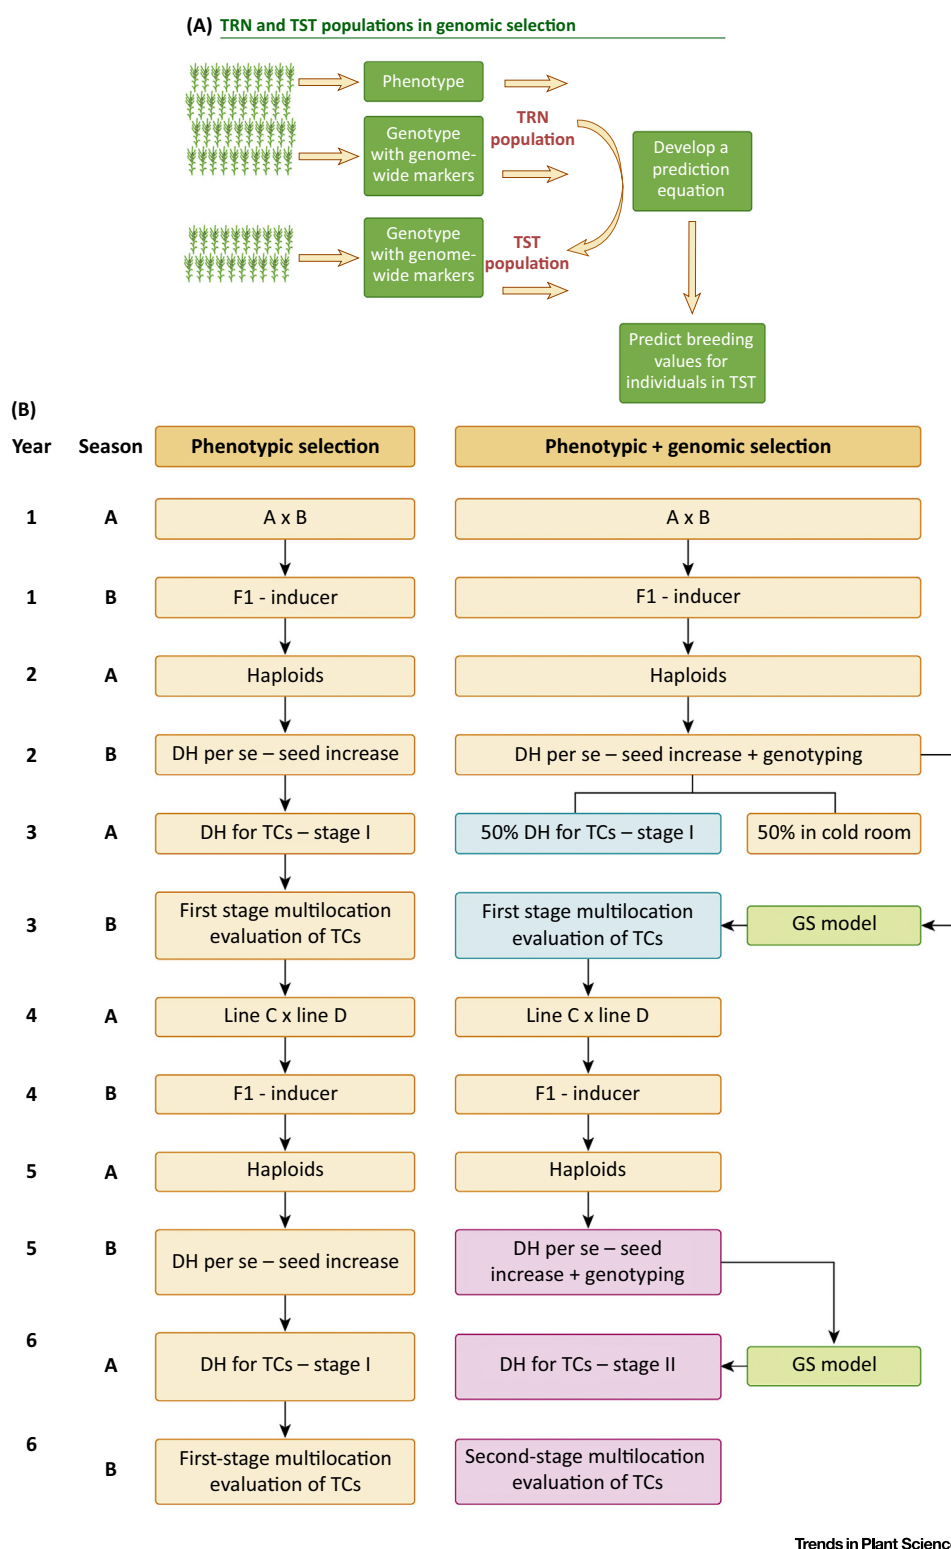 (A) TRN and TST populations in genomic selection
Phenotype
Genotype
with genome-
wide markers
TRN
population
Develop a
prediction
equation
Genotype
with genome-
wide markers
TST
population
Predict breeding
values for
individuals in TST
(B)
Year Season Phenotypic selection Phenotypic + genomic selection
1 A A x B A x B
1 B F1 - inducer F1 - inducer
2 A Haploids Haploids
2 B DH per se – seed increase DH per se – seed increase + genotyping
3 A DH for TCs – stage I 50% DH for TCs – stage I 50% in cold room
3 B First stage multilocation
evaluation of TCs
First stage multilocation
evaluation of TCs
GS model
4 A Line C x line D Line C x line D
4 B F1 - inducer F1 - inducer
5 A Haploids Haploids
5 B DH per se – seed increase
DH per se – seed
increase + genotyping
6 A DH for TCs – stage I DH for TCs – stage II GS model
6 B First-stage multilocation
evaluation of TCs
Second-stage multilocation
evaluation of TCs
Trends in Plant Science